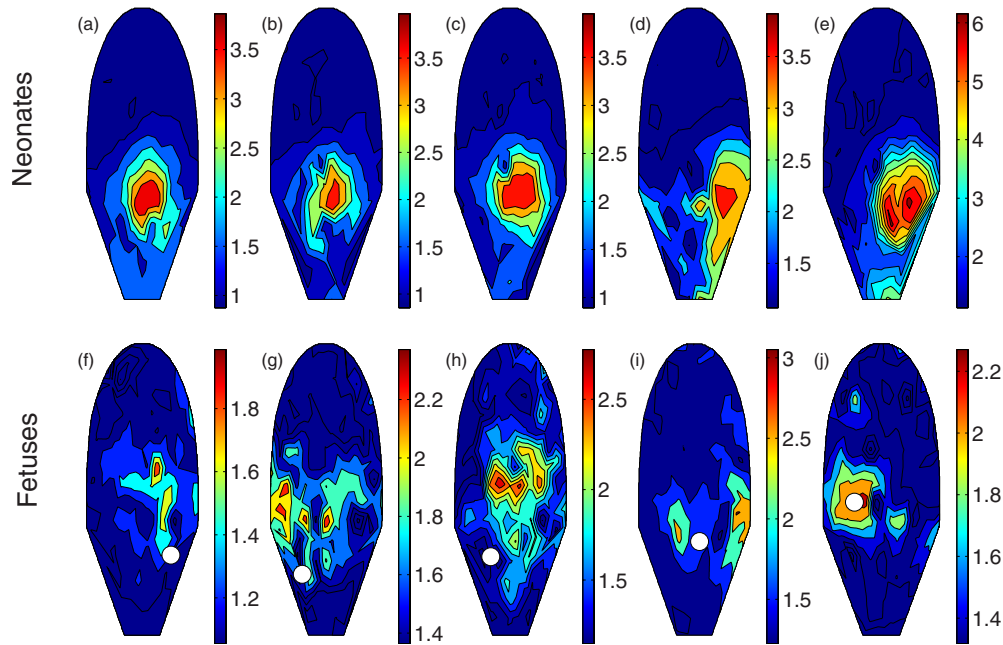 Neonates
(a) (b) (c) (d) (e)
3.5 3.5 3.5 3.5 6
3 3 3 3 5
2.5 2.5 2.5 2.5 4
2 2 2 2 3
1.5 1.5 1.5 1.5 2
1 1 1
Fetuses
(f) (g) (h) (i) (j)
1.8 2.2 2.5 3 2.2
1.6 2 2 2.5 2
1.4 1.8 1.5 2 1.8
1.2 1.6 1.5 1.6
1.4 1.4